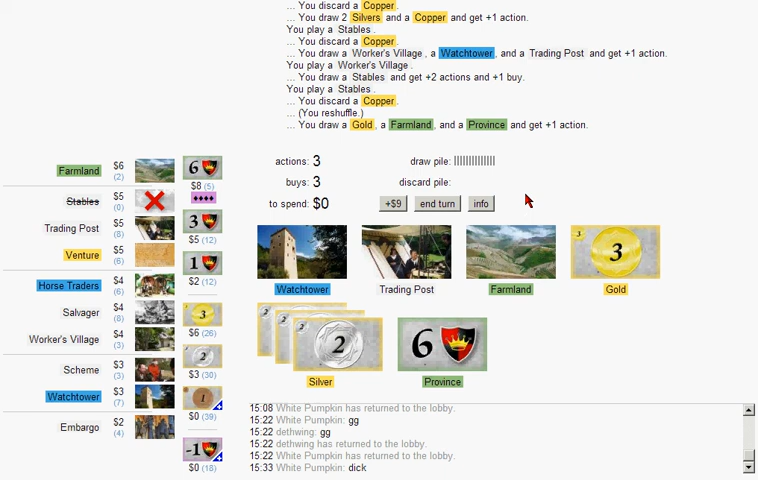 ... You discard a Copper.
... You draw 2 Silvers and a Copper and get +1 action.
You play a Stables.
... You discard a Copper.
... You draw a Worker's Village, a Watchtower, and a Trading Post and get +1 action.
You play a Worker's Village.
... You draw a Stables and get +2 actions and +1 buy.
You play a Stables.
... You discard a Copper.
... (You reshuffle.)
... You draw a Gold, a Farmland, and a Province and get +1 action.
Farmland $6 (2) 6 $8 (5)
Stables $5 (0)
Trading Post $5 (8) 3 $5 (12)
Venture $5 (6) 1 $2 (12)
Horse Traders $4 (6)
Salvager $4 (8) 3 $6 (26)
Worker's Village $4 (3) 2 $3 (30)
Scheme $3 (3)
Watchtower $3 (7) 1 $0 (39)
Embargo $2 (4) -1 $0 (18)
actions: 3 draw pile:
buys: 3 discard pile:
to spend: $0 +$9 end turn info
3 3
Watchtower Trading Post Farmland Gold
2 6
Silver Province
15:08 White Pumpkin has returned to the lobby.
15:22 White Pumpkin: gg
15:22 dethwing: gg
15:22 dethwing has returned to the lobby.
15:22 White Pumpkin has returned to the lobby.
15:33 White Pumpkin: dick